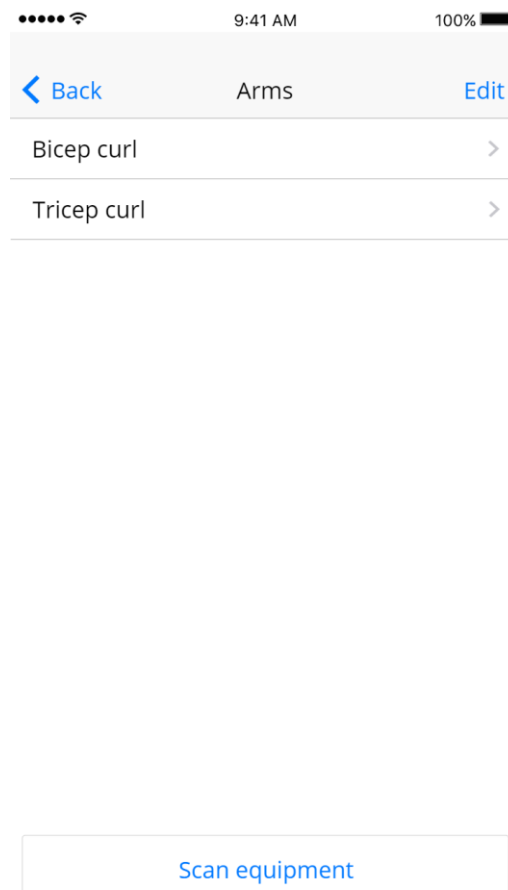 9:41 AM 100%
Back Arms Edit
Bicep curl
Tricep curl
Scan equipment